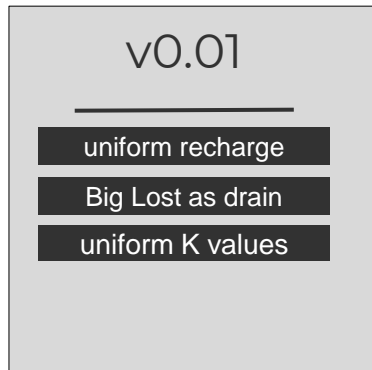 v0.01
uniform recharge
Big Lost as drain
uniform K values